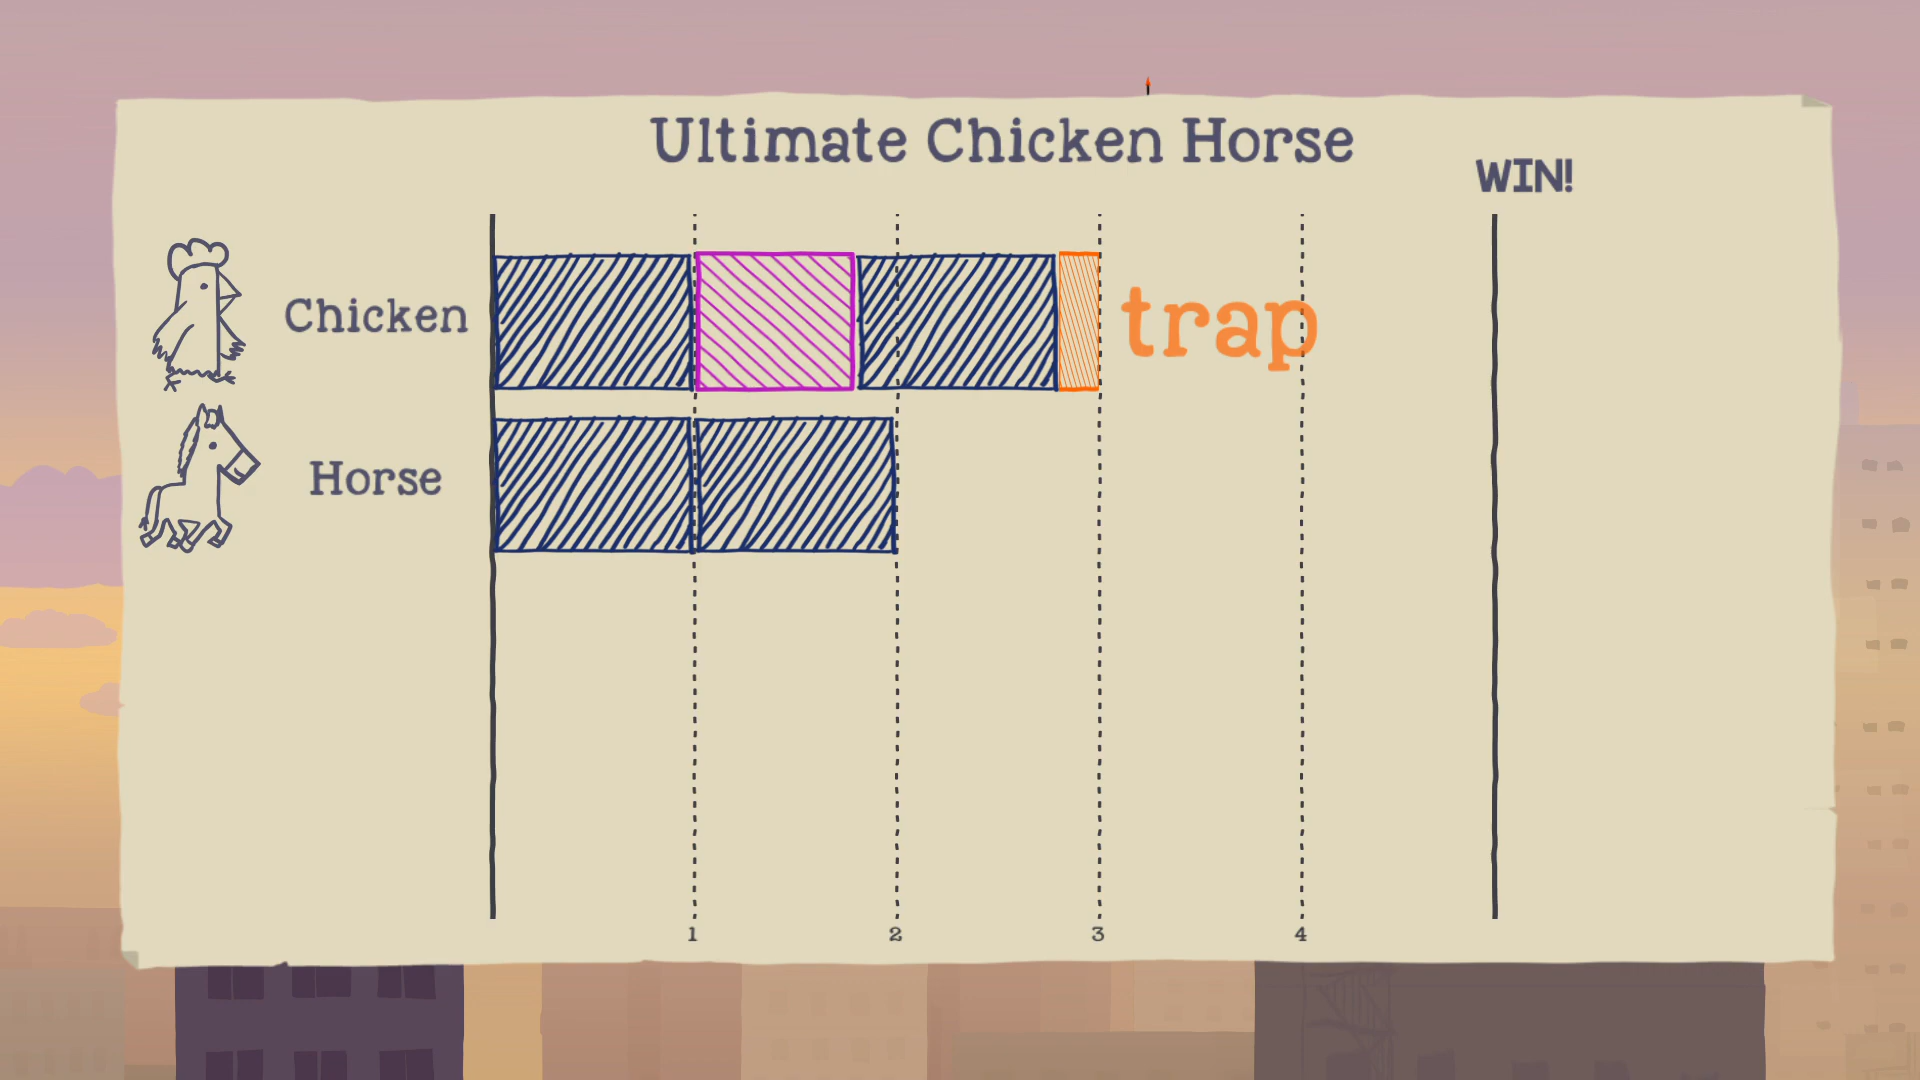 Ultimate Chicken Horse
WIN!
Chicken
trap
Horse
1 2 3 4